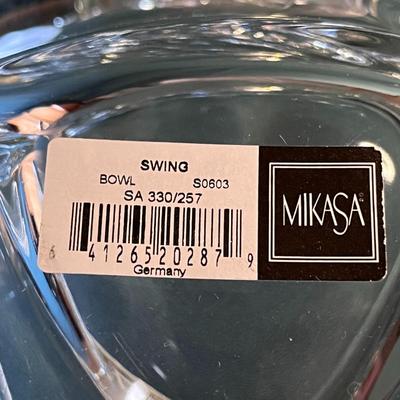 SWING
BOWL S0603
SA 330/257
6 41265 20287 9
Germany
MIKASA